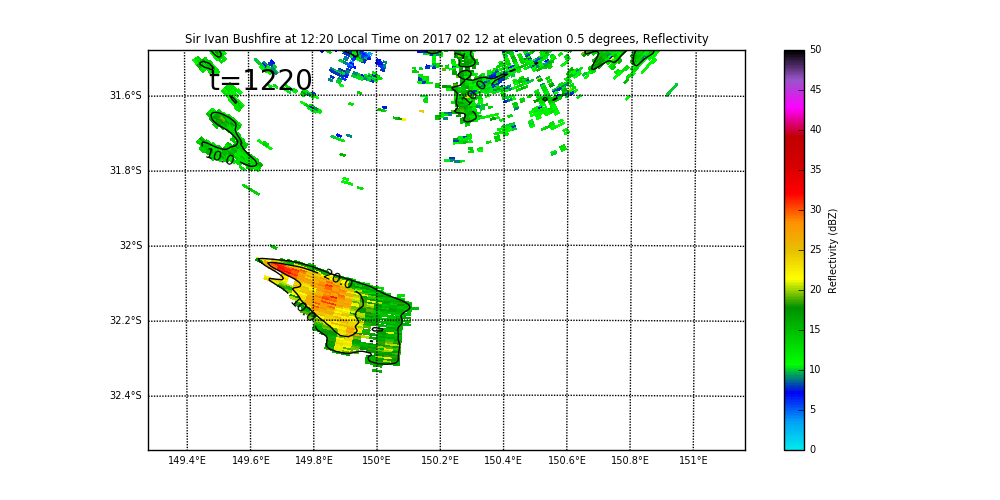 Sir Ivan Bushfire at 12:20 Local Time on 2017 02 12 at elevation 0.5 degrees, Reflectivity
t=1220
31.6°S
31.8°S
32°S
32.2°S
32.4°S
10.0
20.0
149.4°E 149.6°E 149.8°E 150°E 150.2°E 150.4°E 150.6°E 150.8°E 151°E
50
45
40
35
30
25
20
15
10
5
0
Reflectivity (dBZ)